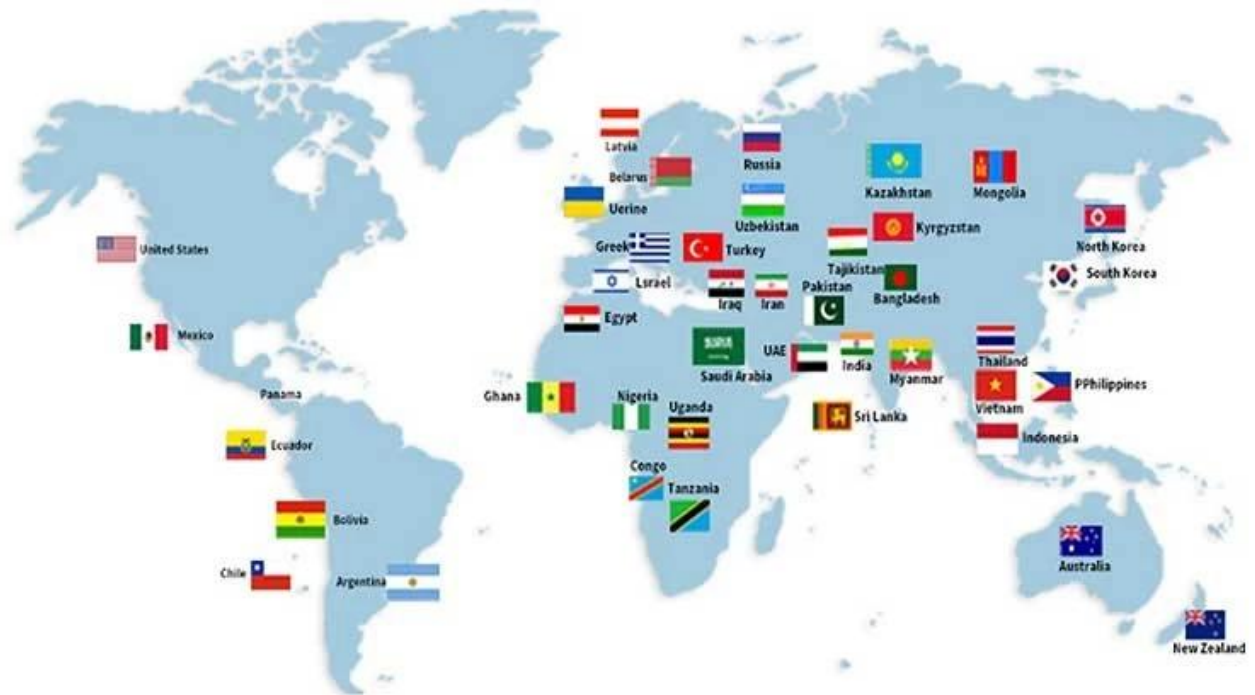 Latvia
Russia
Belarus
Kazakhstan
Mongolia
Uerine
Uzbekistan
Kyrgyzstan
North Korea
United States
Greek
Turkey
Tajikistan
South Korea
Lsrael
Iraq
Iran
Pakistan
Bangladesh
Egypt
Mexico
UAE
India
Thailand
Saudi Arabia
Myanmar
PPhilippines
Panama
Ghana
Nigeria
Uganda
Vietnam
Sri Lanka
Ecuador
Indonesia
Congo
Tanzania
Bolivia
Australia
Chile
Argentina
New Zealand